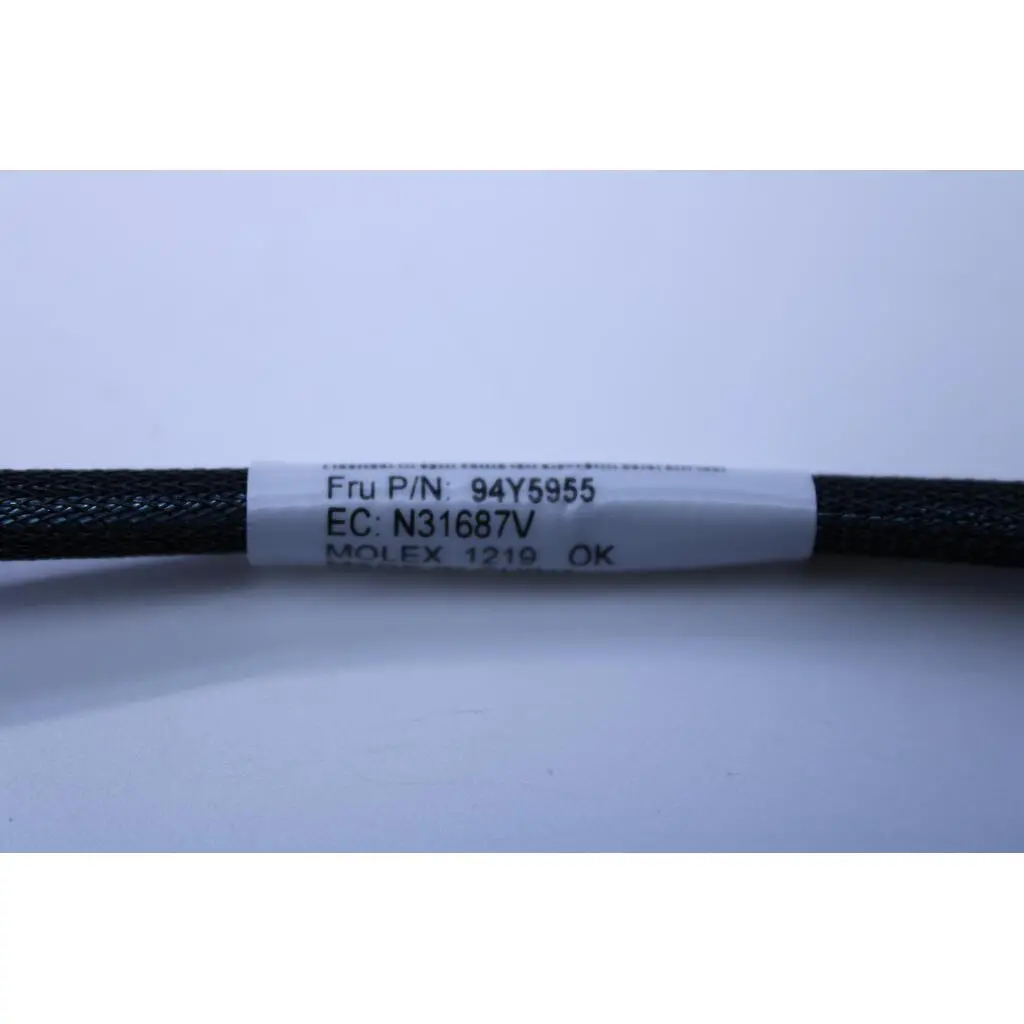 Fru P/N: 94Y5955
EC: N31687V
MOLEX 1219 OK